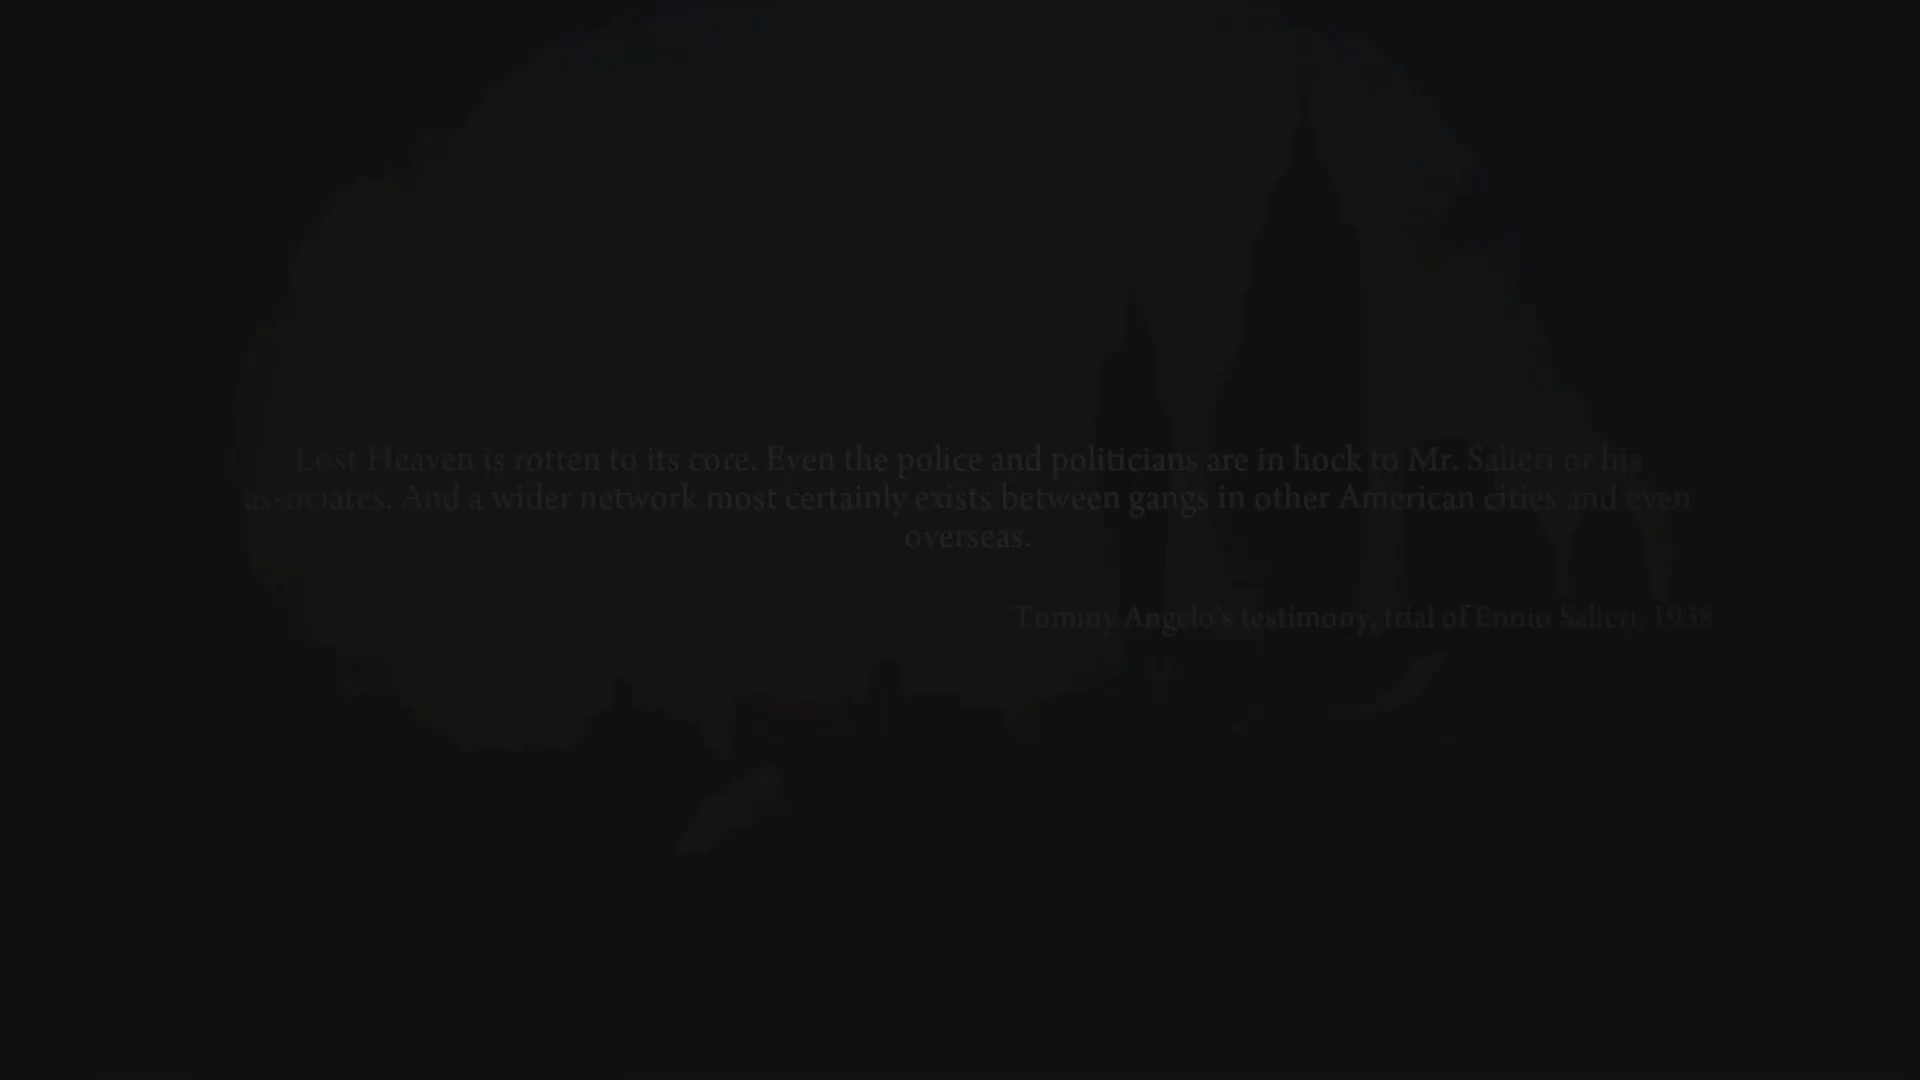 Lost Heaven is rotten to its core. Even the police and politicians are in hock to Mr. Salieri or his
associates. And a wider network most certainly exists between gangs in other American cities and even
overseas.
Tommy Angelo's testimony, trial of Ennio Salieri, 1938